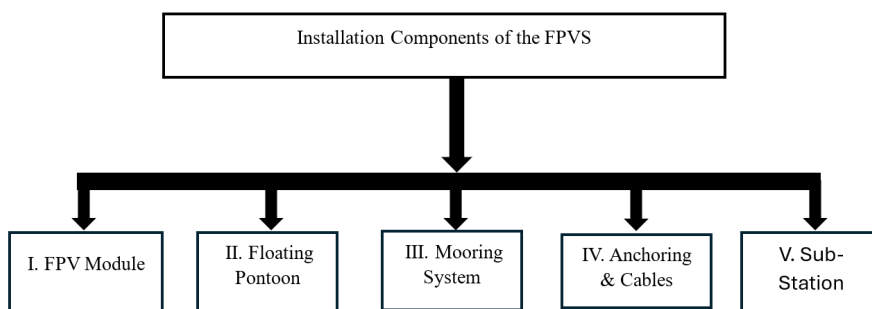 Installation Components of the FPVS
I. FPV Module
II. Floating
Pontoon
III. Mooring
System
IV. Anchoring
& Cables
V. Sub-
Station